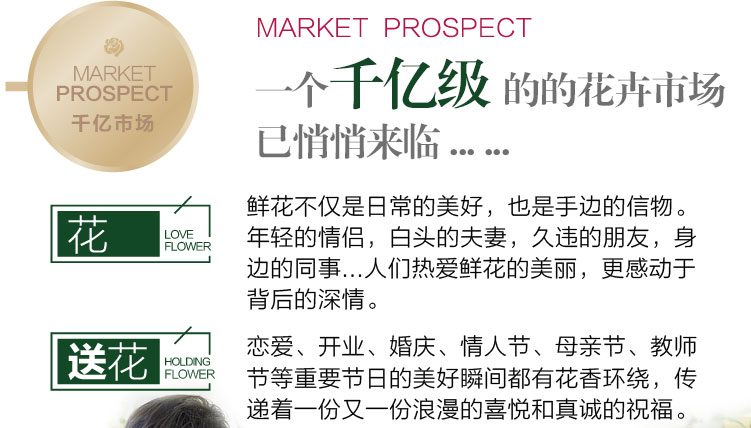 MARKET
PROSPECT
千亿市场
MARKET PROSPECT
一个千亿级的的花卉市场
已悄悄来临 ... ...
花
LOVE
FLOWER
鲜花不仅是日常的美好，也是手边的信物。
年轻的情侣，白头的夫妻，久违的朋友，身
边的同事...人们热爱鲜花的美丽，更感动于
背后的深情。
送花
HOLDING
FLOWER
恋爱、开业、婚庆、情人节、母亲节、教师
节等重要节日的美好瞬间都有花香环绕，传
递着一份又一份浪漫的喜悦和真诚的祝福。